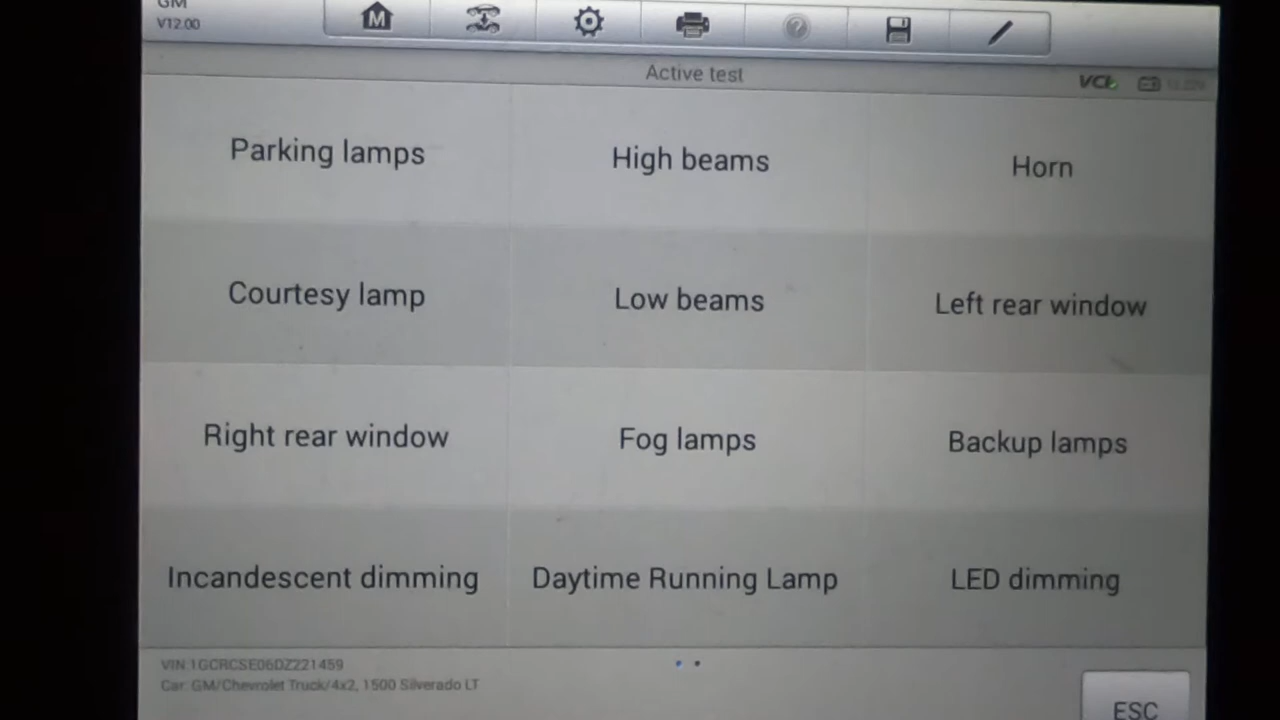 GM
V12.00
M
?
Active test
VCI
Parking lamps
High beams
Horn
Courtesy lamp
Low beams
Left rear window
Right rear window
Fog lamps
Backup lamps
Incandescent dimming
Daytime Running Lamp
LED dimming
VIN:1GCRCSE06DZ221459
Car: GM/Chevrolet Truck/4x2, 1500 Silverado LT
ESC